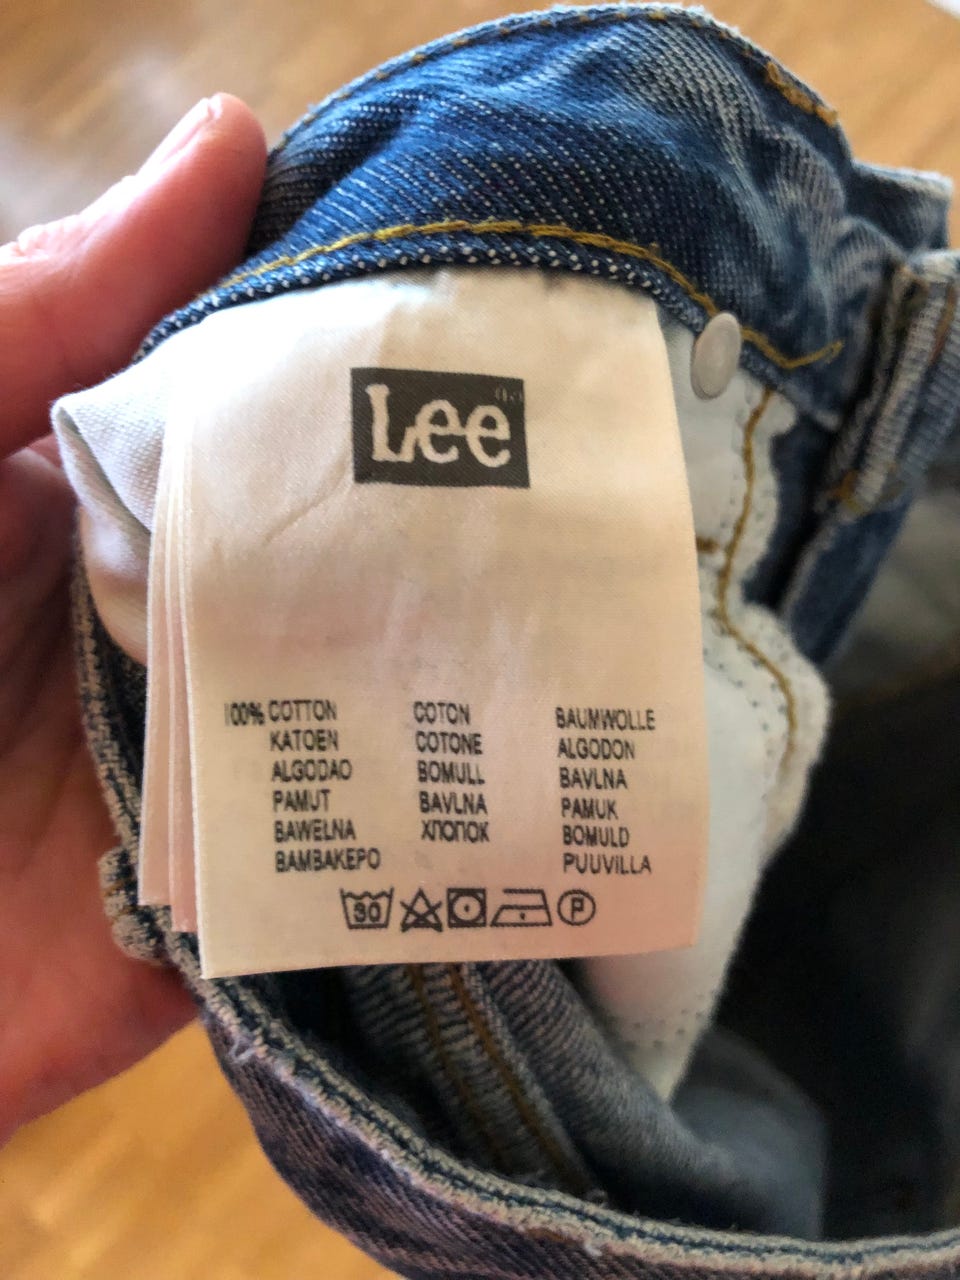 Lee
100% COTTON COTON BAUMWOLLE
KATOEN COTONE ALGODON
ALGODAO BOMULL BAVLNA
PAMUT BAVLNA PAMUK
BAWEŁNA ХЛОПОК BOMULD
BAMBAKEPO PUUVILLA
30 P